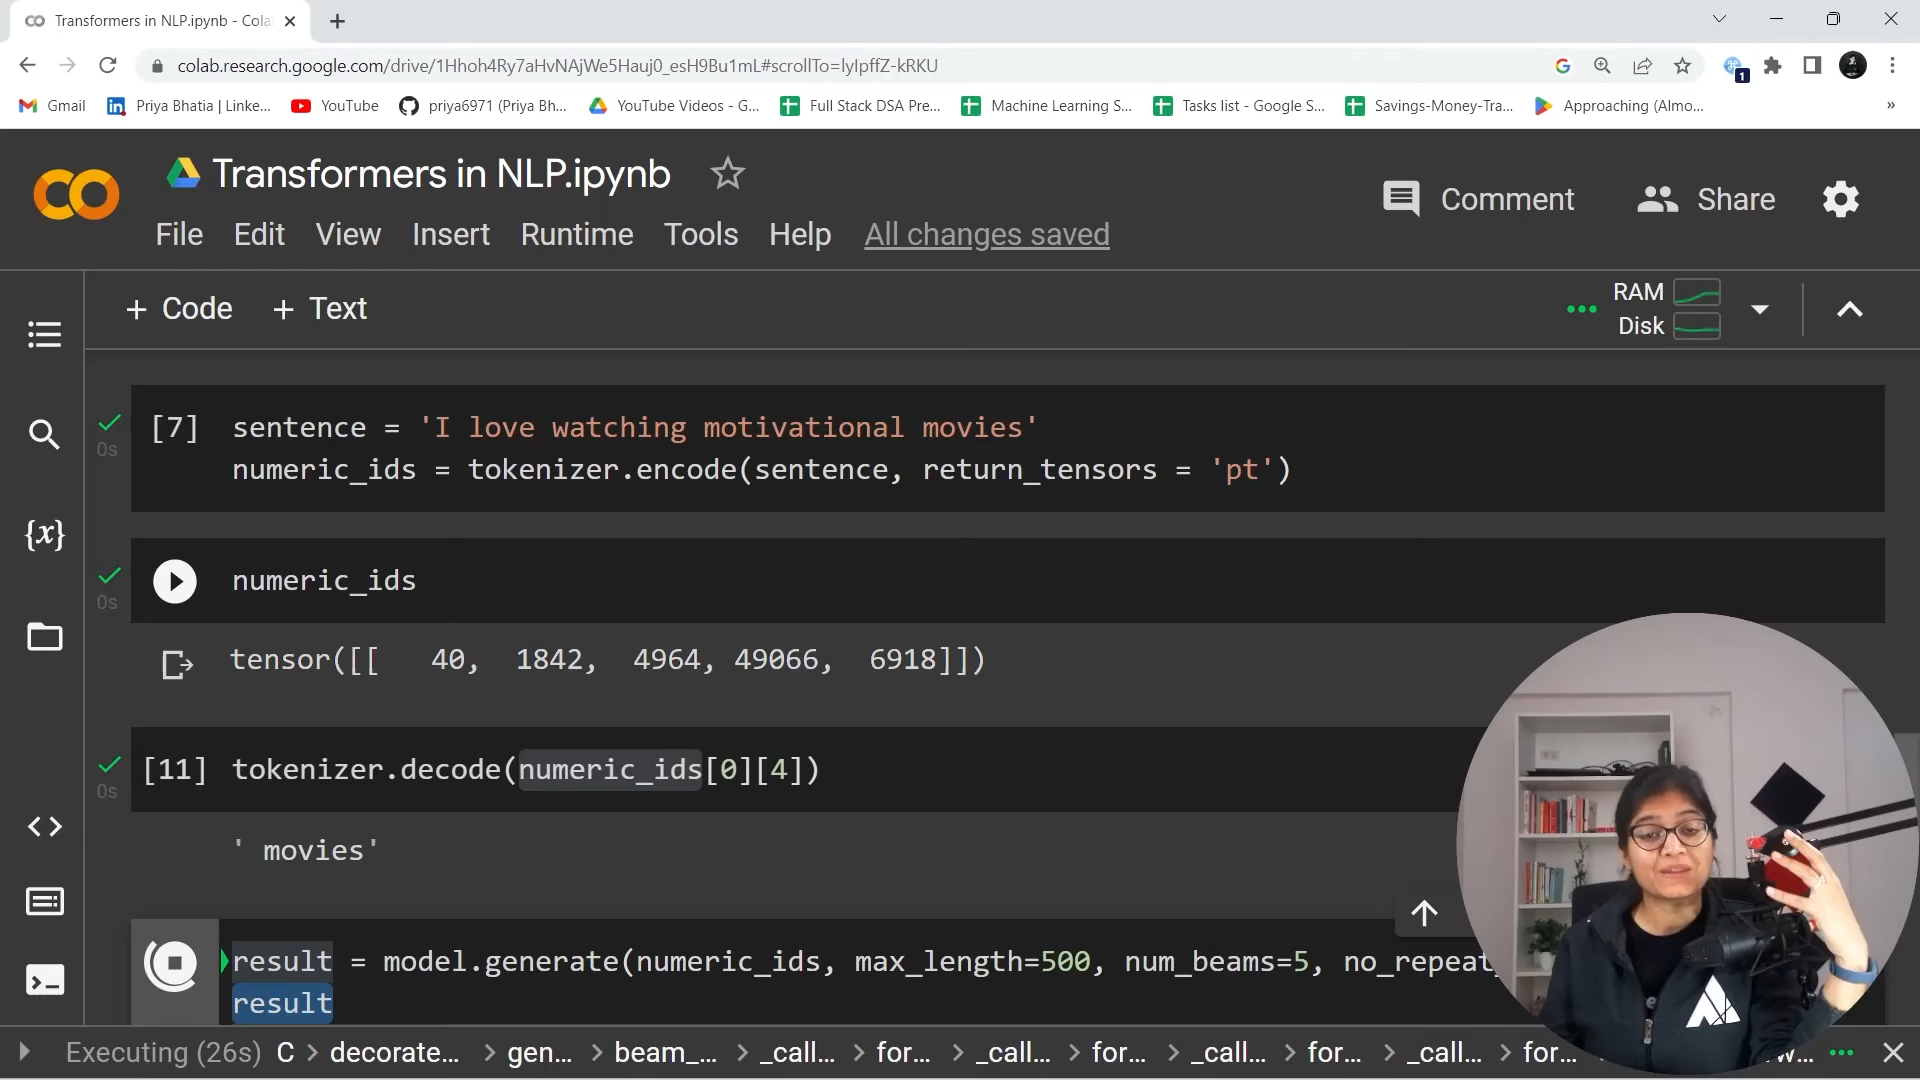 Transformers in NLP.ipynb - Cola
colab.research.google.com/drive/1Hhoh4Ry7aHvNAjWe5Hauj0_esH9Bu1mL#scrollTo=lyIpffZ-kRKU
1
Gmail Priya Bhatia | Linke... YouTube priya6971 (Priya Bh... YouTube Videos - G... Full Stack DSA Pre... Machine Learning S... Tasks list - Google S... Savings-Money-Tra... Approaching (Almo... »
Transformers in NLP.ipynb
Comment Share
File Edit View Insert Runtime Tools Help All changes saved
+ Code + Text
RAM
Disk
[7] sentence = 'I love watching motivational movies'
0s numeric_ids = tokenizer.encode(sentence, return_tensors = 'pt')
{x}
numeric_ids
0s
tensor([[ 40, 1842, 4964, 49066, 6918]])
[11] tokenizer.decode(numeric_ids[0][4])
0s
' movies'
result = model.generate(numeric_ids, max_length=500, num_beams=5, no_repeat
result
Executing (26s) C > decorate... > gen... > beam_... > _call... > for... > _call... > for... > _call... > for... > _call... > for...